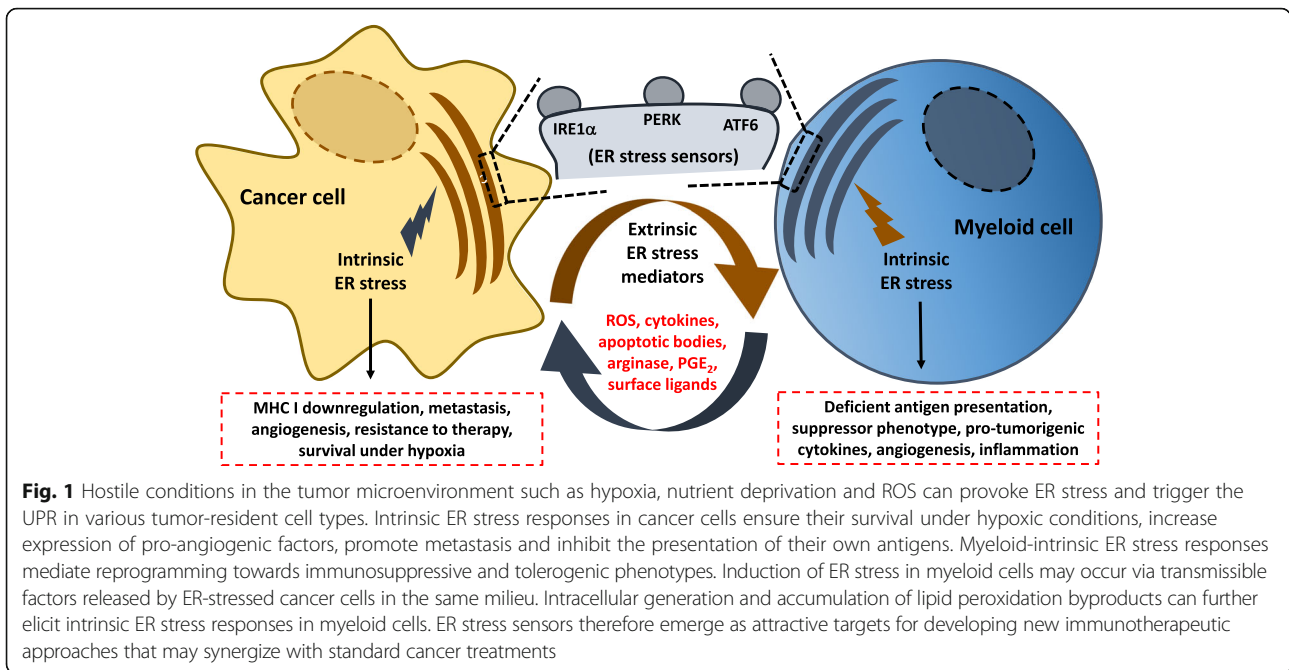 IRE1α
PERK
ATF6
(ER stress sensors)
Cancer cell
Intrinsic
ER stress
Extrinsic
ER stress
mediators
ROS, cytokines,
apoptotic bodies,
arginase, PGE₂,
surface ligands
Myeloid cell
Intrinsic
ER stress
MHC I downregulation, metastasis,
angiogenesis, resistance to therapy,
survival under hypoxia
Deficient antigen presentation,
suppressor phenotype, pro-tumorigenic
cytokines, angiogenesis, inflammation
Fig. 1 Hostile conditions in the tumor microenvironment such as hypoxia, nutrient deprivation and ROS can provoke ER stress and trigger the
UPR in various tumor-resident cell types. Intrinsic ER stress responses in cancer cells ensure their survival under hypoxic conditions, increase
expression of pro-angiogenic factors, promote metastasis and inhibit the presentation of their own antigens. Myeloid-intrinsic ER stress responses
mediate reprogramming towards immunosuppressive and tolerogenic phenotypes. Induction of ER stress in myeloid cells may occur via transmissible
factors released by ER-stressed cancer cells in the same milieu. Intracellular generation and accumulation of lipid peroxidation byproducts can further
elicit intrinsic ER stress responses in myeloid cells. ER stress sensors therefore emerge as attractive targets for developing new immunotherapeutic
approaches that may synergize with standard cancer treatments